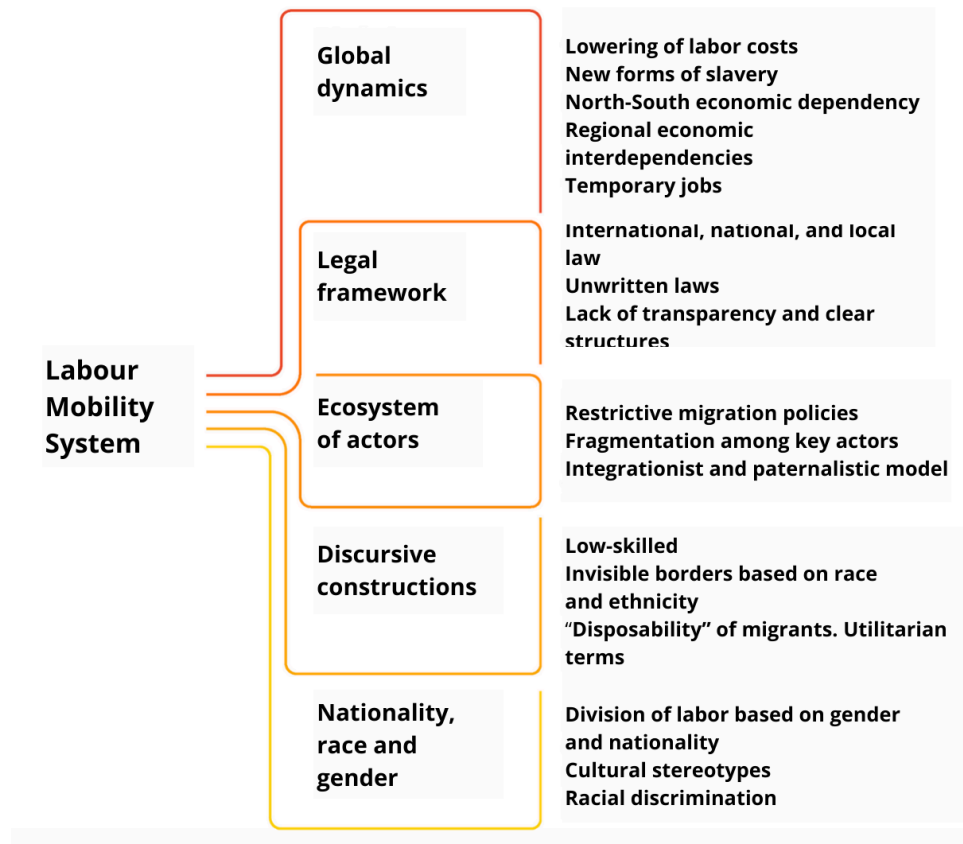 Labour
Mobility
System
Global
dynamics
Lowering of labor costs
New forms of slavery
North-South economic dependency
Regional economic
interdependencies
Temporary jobs
Legal
framework
International, national, and local
law
Unwritten laws
Lack of transparency and clear
structures
Ecosystem
of actors
Restrictive migration policies
Fragmentation among key actors
Integrationist and paternalistic model
Discursive
constructions
Low-skilled
Invisible borders based on race
and ethnicity
“Disposability” of migrants. Utilitarian
terms
Nationality,
race and
gender
Division of labor based on gender
and nationality
Cultural stereotypes
Racial discrimination